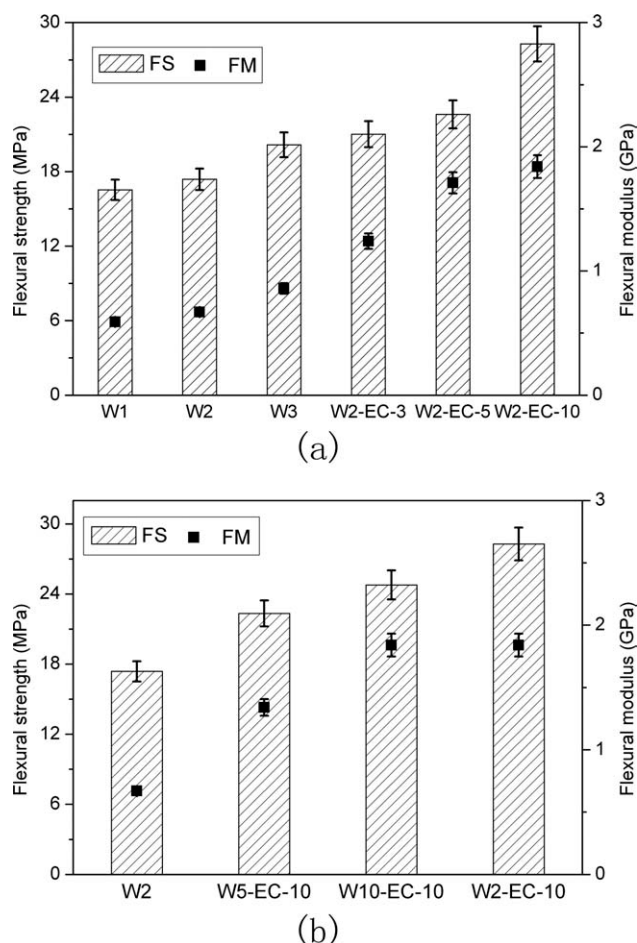 30
24
18
12
6
0
Flexural strength (MPa)
FS
FM
3
2
1
0
Flexural modulus (GPa)
W1 W2 W3 W2-EC-3 W2-EC-5 W2-EC-10
(a)
30
24
18
12
6
0
Flexural strength (MPa)
FS
FM
3
2
1
0
Flexural modulus (GPa)
W2 W5-EC-10 W10-EC-10 W2-EC-10
(b)